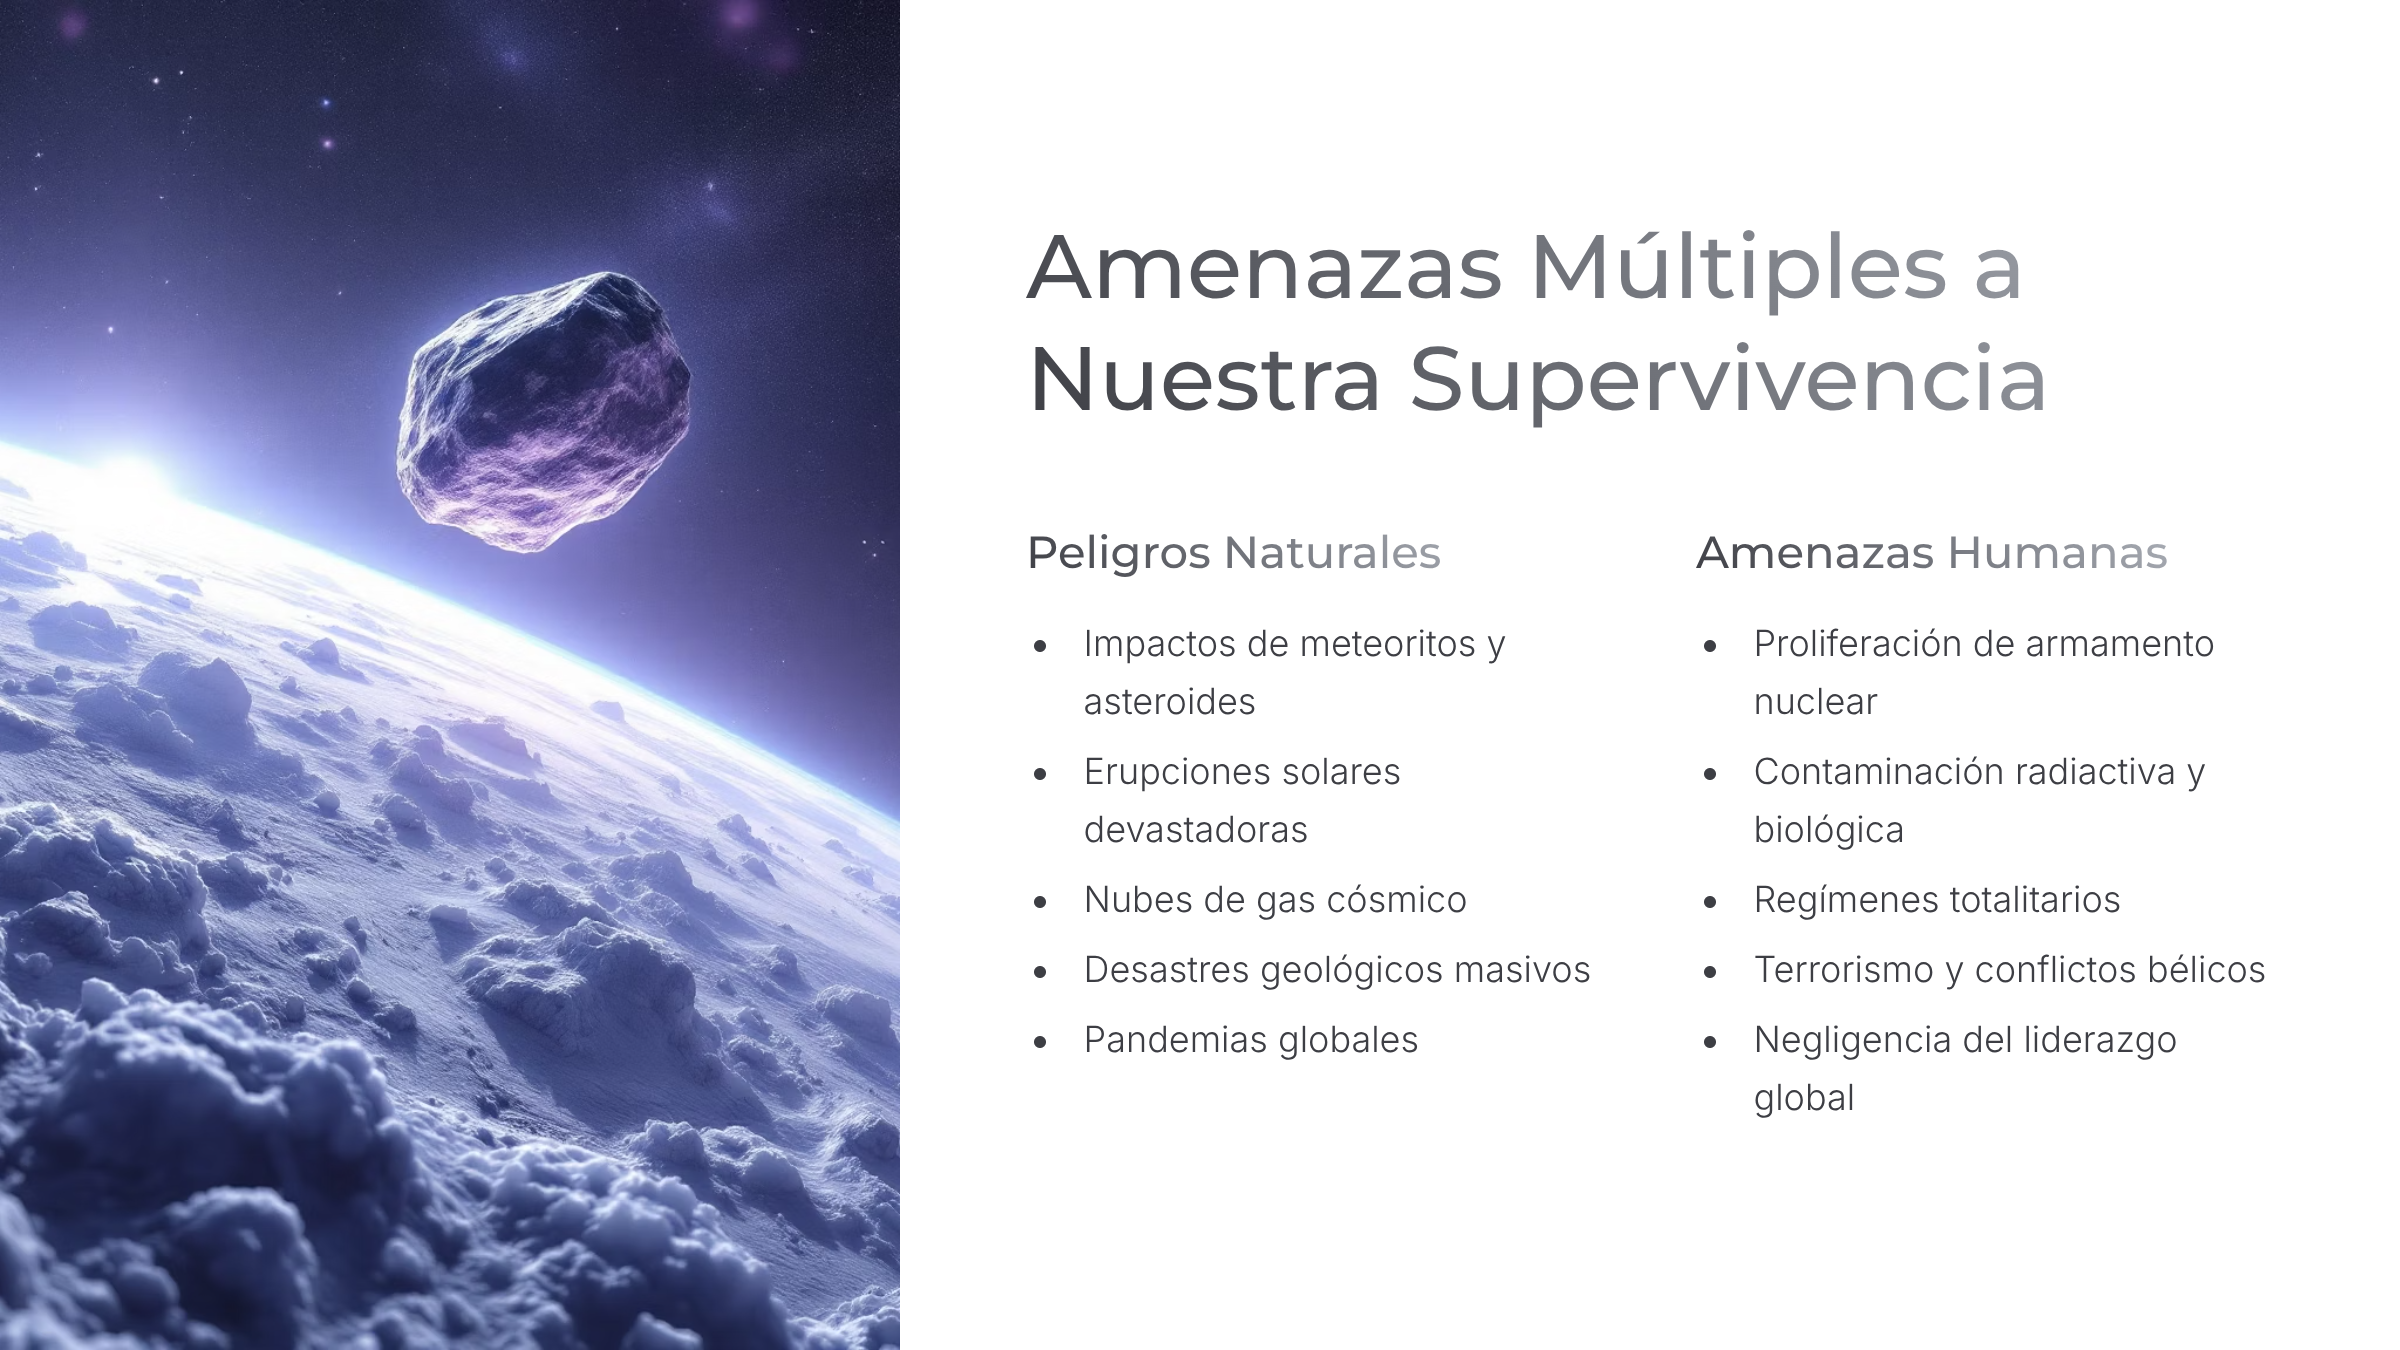 Amenazas Múltiples a
Nuestra Supervivencia
Peligros Naturales
• Impactos de meteoritos y
asteroides
• Erupciones solares
devastadoras
• Nubes de gas cósmico
• Desastres geológicos masivos
• Pandemias globales
Amenazas Humanas
• Proliferación de armamento
nuclear
• Contaminación radiactiva y
biológica
• Regímenes totalitarios
• Terrorismo y conflictos bélicos
• Negligencia del liderazgo
global